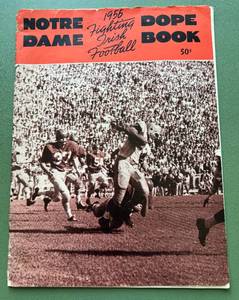 NOTRE DAME
1956
Fighting
Irish
Football
DOPE BOOK
50¢